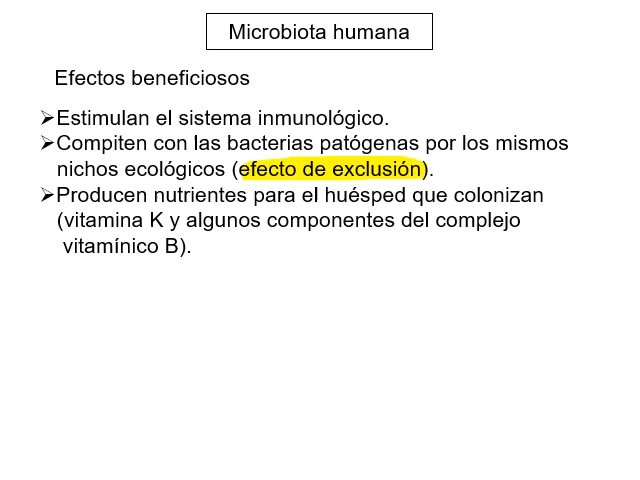 Microbiota humana
Efectos beneficiosos
➢Estimulan el sistema inmunológico.
➢Compiten con las bacterias patógenas por los mismos
nichos ecológicos (efecto de exclusión).
➢Producen nutrientes para el huésped que colonizan
(vitamina K y algunos componentes del complejo
vitamínico B).